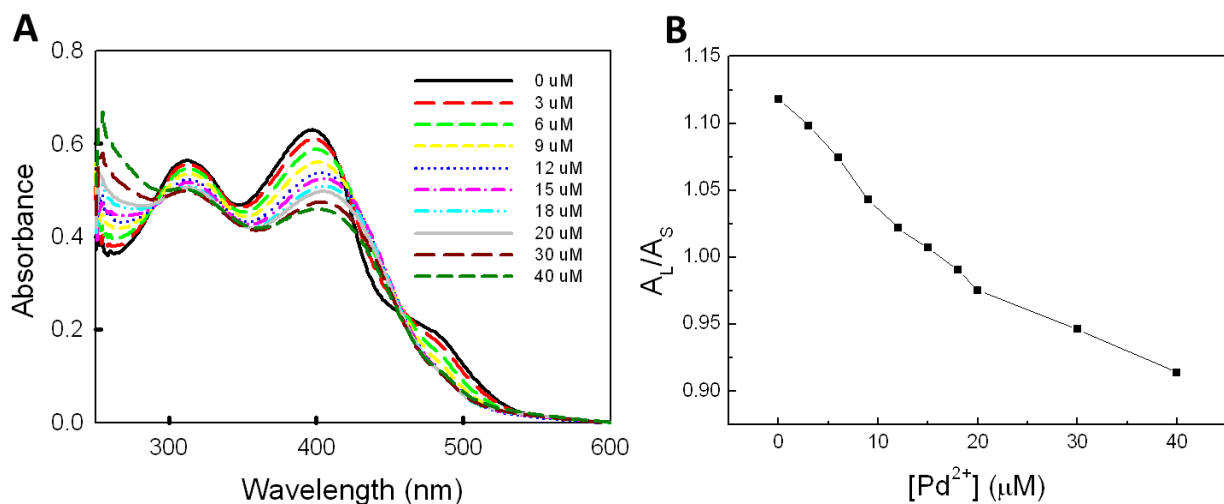 A
Absorbance
0.8
0.6
0.4
0.2
0.0
300 400 500 600
Wavelength (nm)
0 uM
3 uM
6 uM
9 uM
12 uM
15 uM
18 uM
20 uM
30 uM
40 uM
B
A_L/A_S
1.15
1.10
1.05
1.00
0.95
0.90
0 10 20 30 40
[Pd²⁺] (μM)